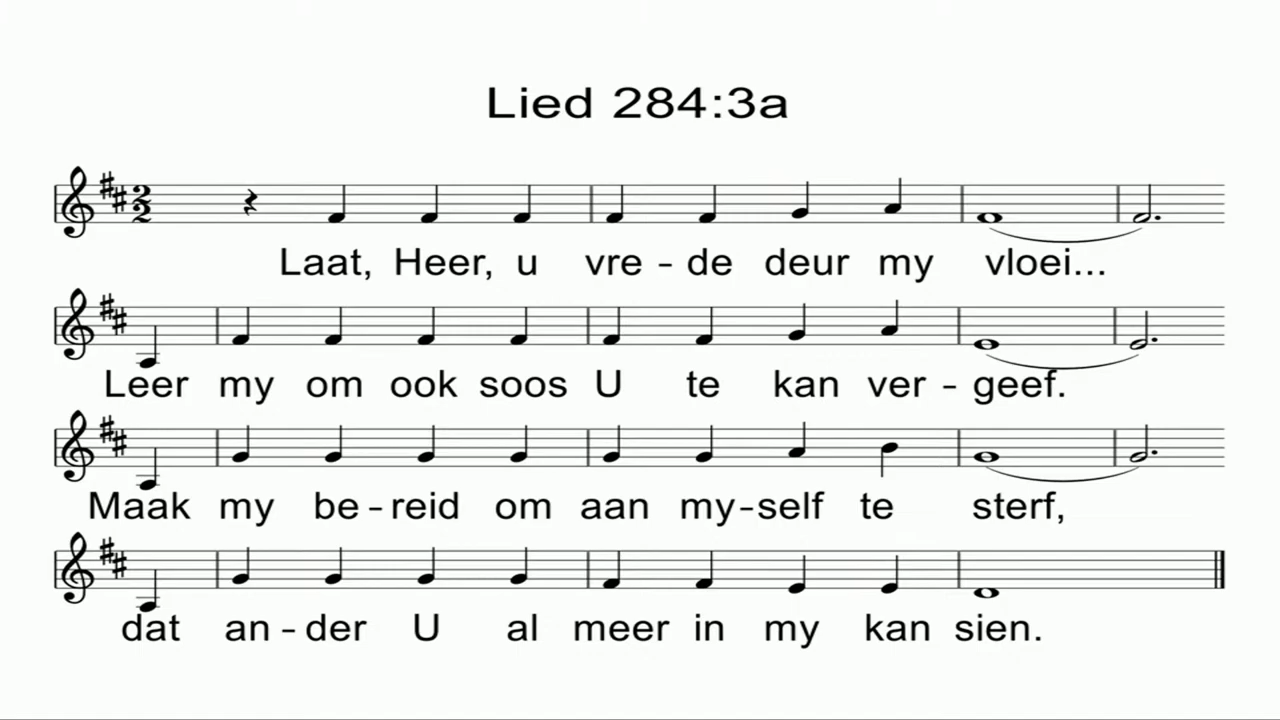 Lied 284:3a
2
2
Laat, Heer, u vre - de deur my vloei...
Leer my om ook soos U te kan ver - geef.
Maak my be - reid om aan my - self te sterf,
dat an - der U al meer in my kan sien.